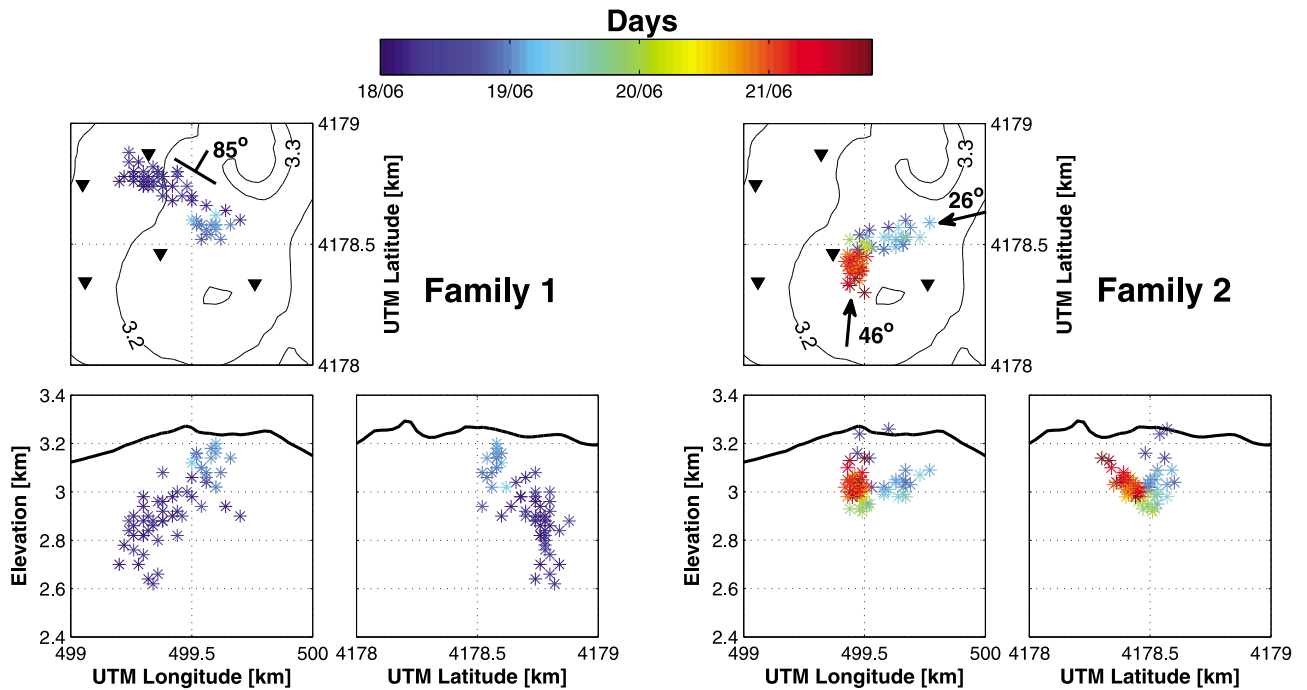 Days
18/06 19/06 20/06 21/06
85° 3.3 3.2
4179
4178.5
4178
UTM Latitude [km]
Family 1
26° 3.3 46° 3.2
4179
4178.5
4178
UTM Latitude [km]
Family 2
Elevation [km]
3.4
3.2
3
2.8
2.6
2.4
499 499.5 500
UTM Longitude [km]
4178 4178.5 4179
UTM Latitude [km]
Elevation [km]
3.4
3.2
3
2.8
2.6
2.4
499 499.5 500
UTM Longitude [km]
4178 4178.5 4179
UTM Latitude [km]